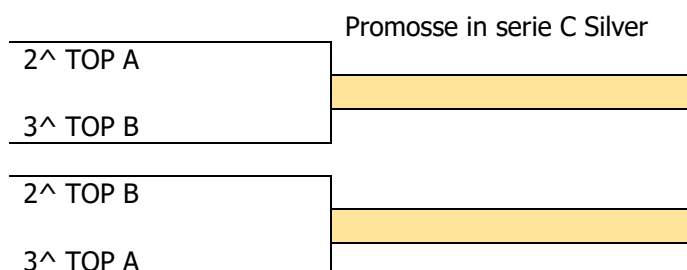 Promosse in serie C Silver
2^ TOP A
3^ TOP B
2^ TOP B
3^ TOP A